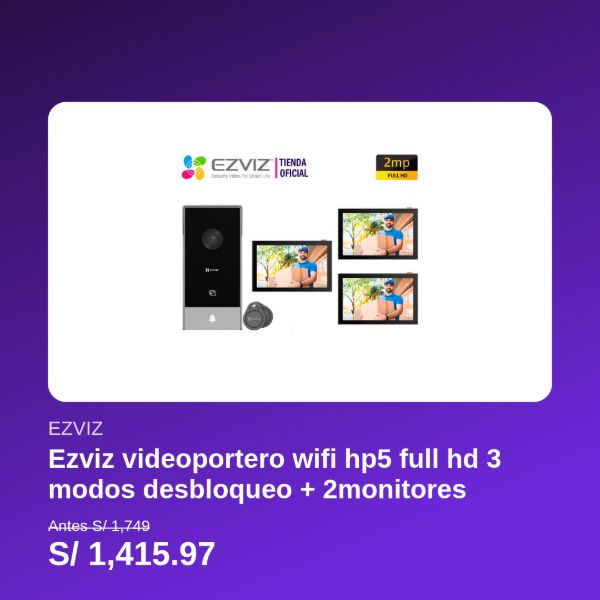 EZVIZ
Security Video For Smart Life
TIENDA
OFICIAL
2mp
FULL HD
EZVIZ
Ezviz videoportero wifi hp5 full hd 3
modos desbloqueo + 2monitores
Antes S/ 1,749
S/ 1,415.97